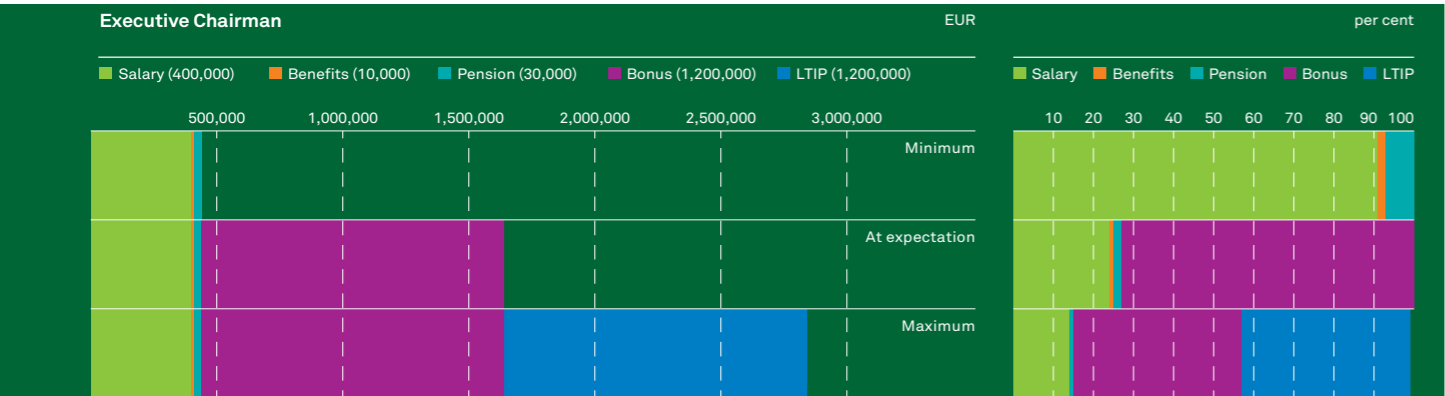 Executive Chairman EUR per cent
Salary (400,000) Benefits (10,000) Pension (30,000) Bonus (1,200,000) LTIP (1,200,000) Salary Benefits Pension Bonus LTIP
500,000 1,000,000 1,500,000 2,000,000 2,500,000 3,000,000 10 20 30 40 50 60 70 80 90 100
Minimum
At expectation
Maximum